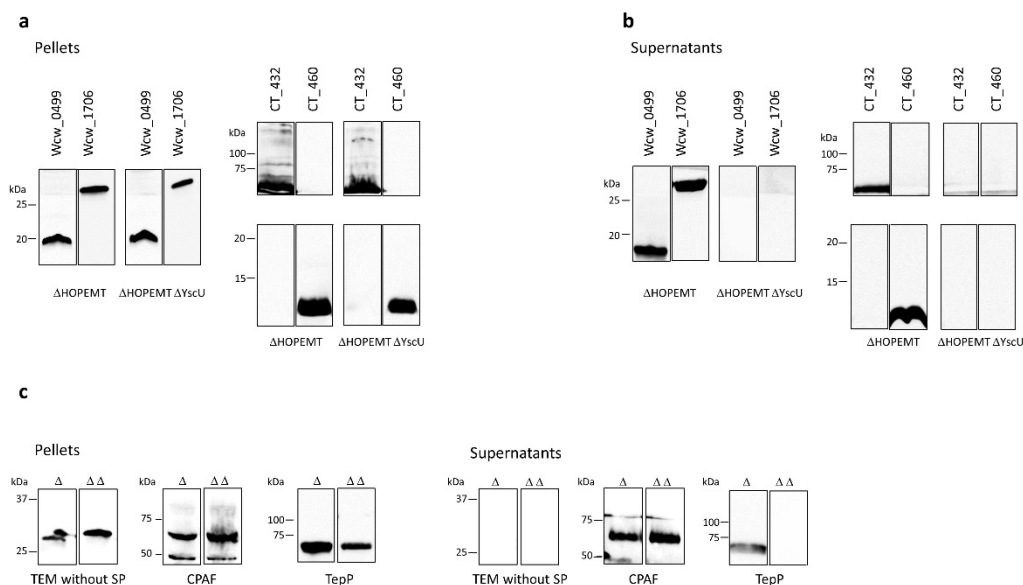 a
Pellets
Wcw_0499
Wcw_1706
Wcw_0499
Wcw_1706
kDa
25
20
ΔHOPEMT
ΔHOPEMT ΔYscU
CT_432
CT_460
CT_432
CT_460
kDa
100
75
20
15
ΔHOPEMT
ΔHOPEMT ΔYscU
b
Supernatants
Wcw_0499
Wcw_1706
Wcw_0499
Wcw_1706
kDa
25
20
ΔHOPEMT
ΔHOPEMT ΔYscU
CT_432
CT_460
CT_432
CT_460
kDa
100
75
20
15
ΔHOPEMT
ΔHOPEMT ΔYscU
c
Pellets
kDa Δ Δ Δ
37
25
TEM without SP
kDa Δ Δ Δ
75
50
CPAF
kDa Δ Δ Δ
100
75
TepP
Supernatants
kDa Δ Δ Δ
37
25
TEM without SP
kDa Δ Δ Δ
75
50
CPAF
kDa Δ Δ Δ
100
75
TepP